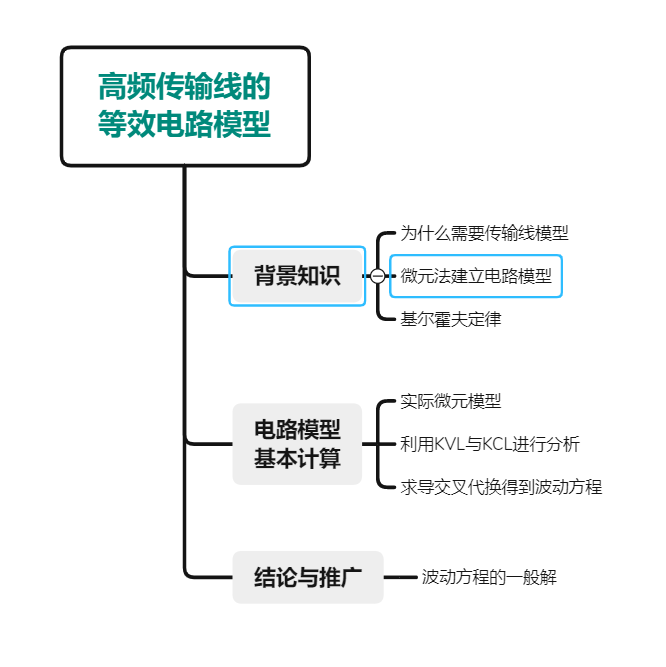 高频传输线的
等效电路模型
背景知识
为什么需要传输线模型
微元法建立电路模型
基尔霍夫定律
电路模型
基本计算
实际微元模型
利用KVL与KCL进行分析
求导交叉代换得到波动方程
结论与推广
波动方程的一般解